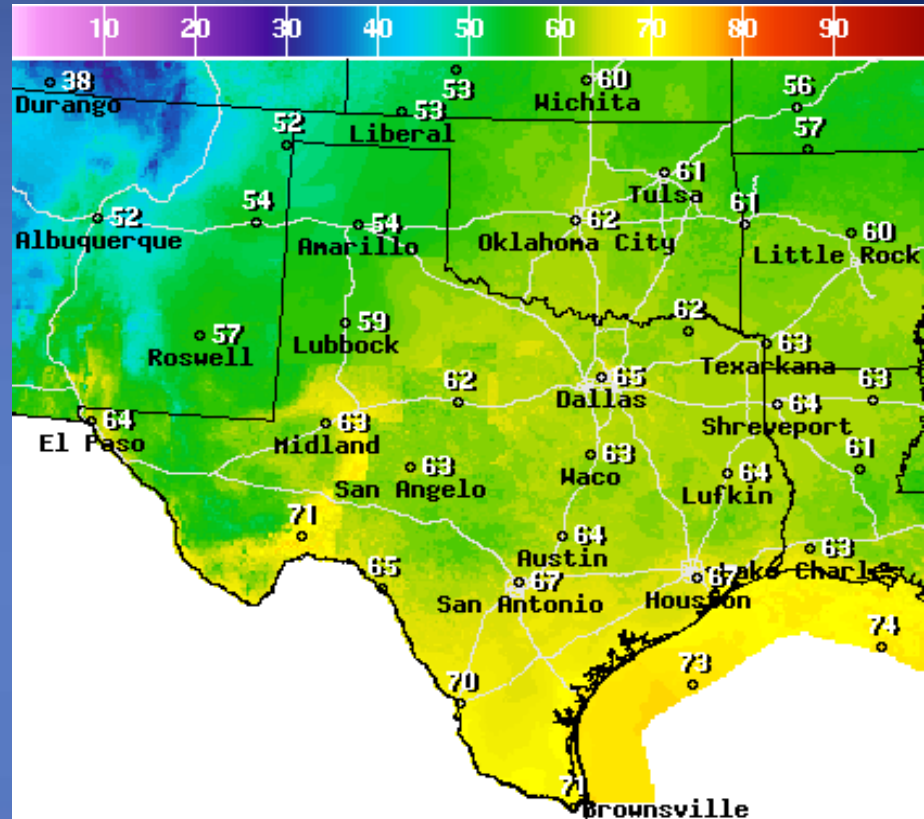 10 20 30 40 50 60 70 80 90
38 53 60 56
Durango 53 Wichita
52 Liberal 57
61
Tulsa
52 54 54 62 61 60
Albuquerque Amarillo Oklahoma City Little Rock
57 59 62 63
Roswell Lubbock Texarkana
62 65 64 63
Dallas Shreveport
64 63
El Paso Midland
63 63 64 61
San Angelo Waco Lufkin
71 64 63
Austin
65 67 67 Lake Charles
San Antonio Houston
70 73 74
71
Brownsville